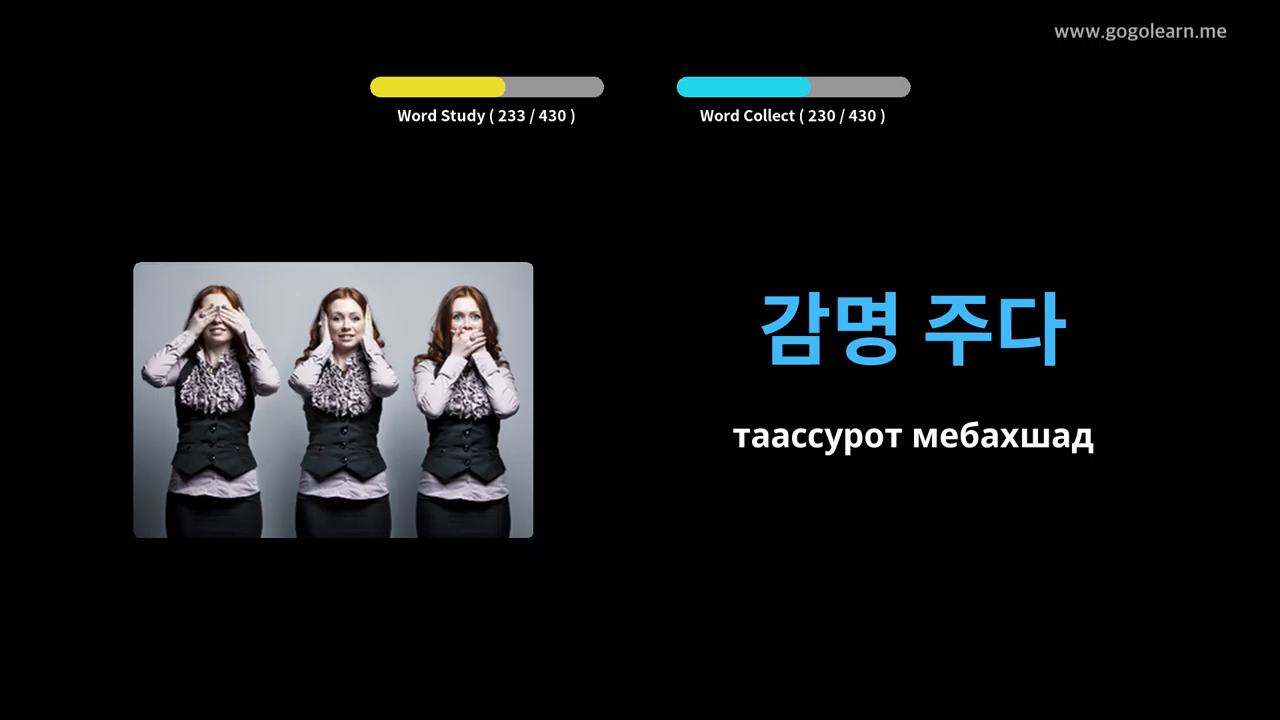 www.gogolearn.me
Word Study ( 233 / 430 )
Word Collect ( 230 / 430 )
감명 주다
таассурот мебахшад